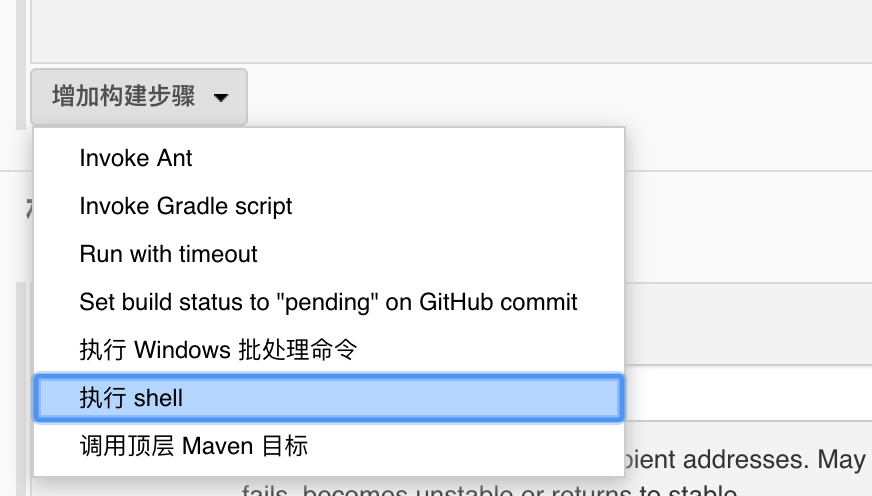 增加构建步骤
Invoke Ant
Invoke Gradle script
Run with timeout
Set build status to "pending" on GitHub commit
执行 Windows 批处理命令
执行 shell
调用顶层 Maven 目标
addresses. May
fails, becomes unstable or returns to stable.